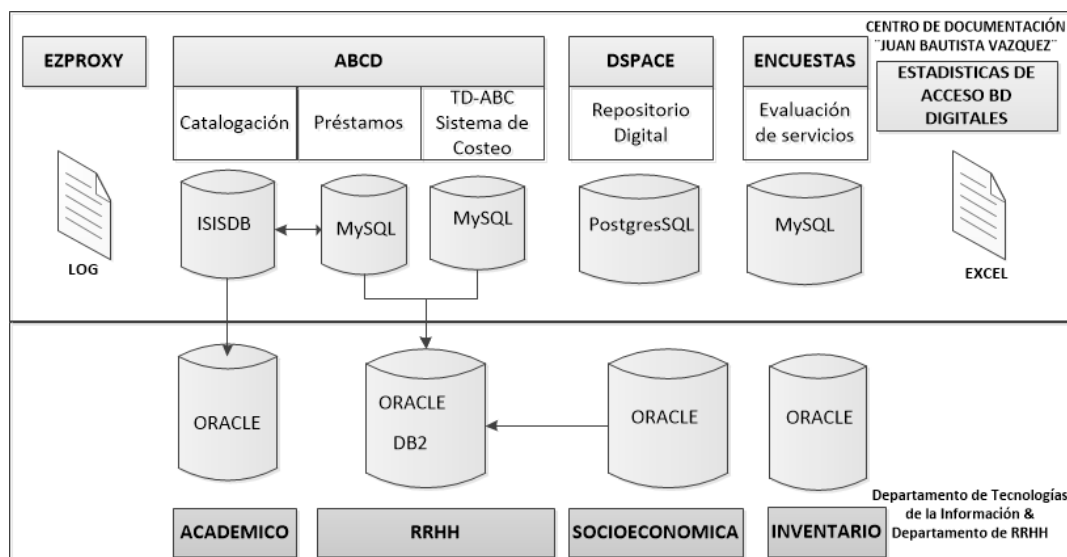 CENTRO DE DOCUMENTACIÓN
¨JUAN BAUTISTA VAZQUEZ¨
EZPROXY
ABCD
DSPACE
ENCUESTAS
ESTADISTICAS DE
ACCESO BD
DIGITALES
Catalogación
Préstamos
TD-ABC
Sistema de
Costeo
Repositorio
Digital
Evaluación
de servicios
LOG
ISISDB
MySQL
MySQL
PostgresSQL
MySQL
EXCEL
ORACLE
ORACLE
DB2
ORACLE
ORACLE
ACADEMICO
RRHH
SOCIOECONOMICA
INVENTARIO
Departamento de Tecnologías
de la Información &
Departamento de RRHH